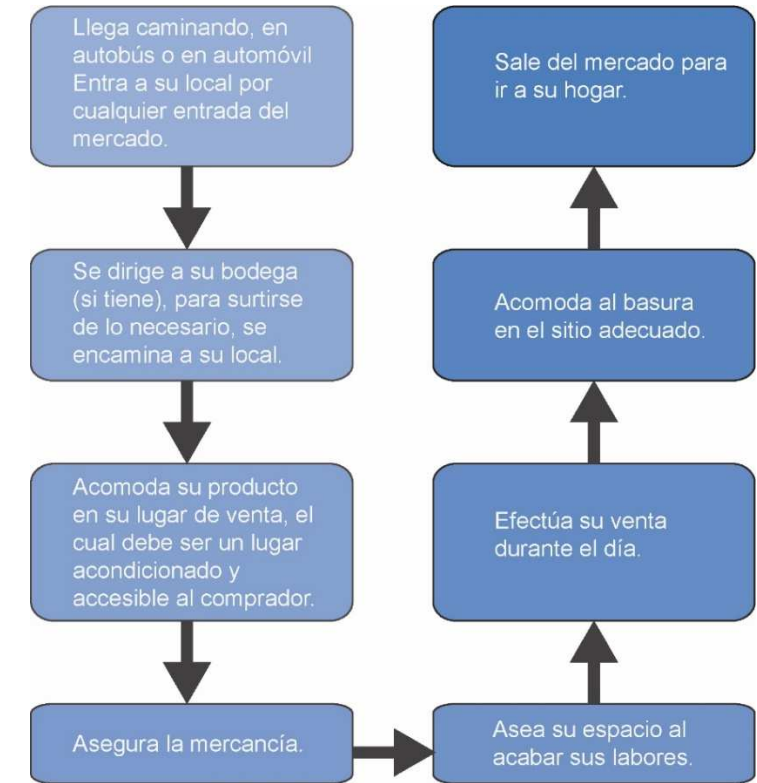 Llega caminando, en
autobús o en automóvil
Entra a su local por
cualquier entrada del
mercado.
Se dirige a su bodega
(si tiene), para surtirse
de lo necesario, se
encamina a su local.
Acomoda su producto
en su lugar de venta, el
cual debe ser un lugar
acondicionado y
accesible al comprador.
Asegura la mercancía.
Asea su espacio al
acabar sus labores.
Efectúa su venta
durante el día.
Acomoda al basura
en el sitio adecuado.
Sale del mercado para
ir a su hogar.